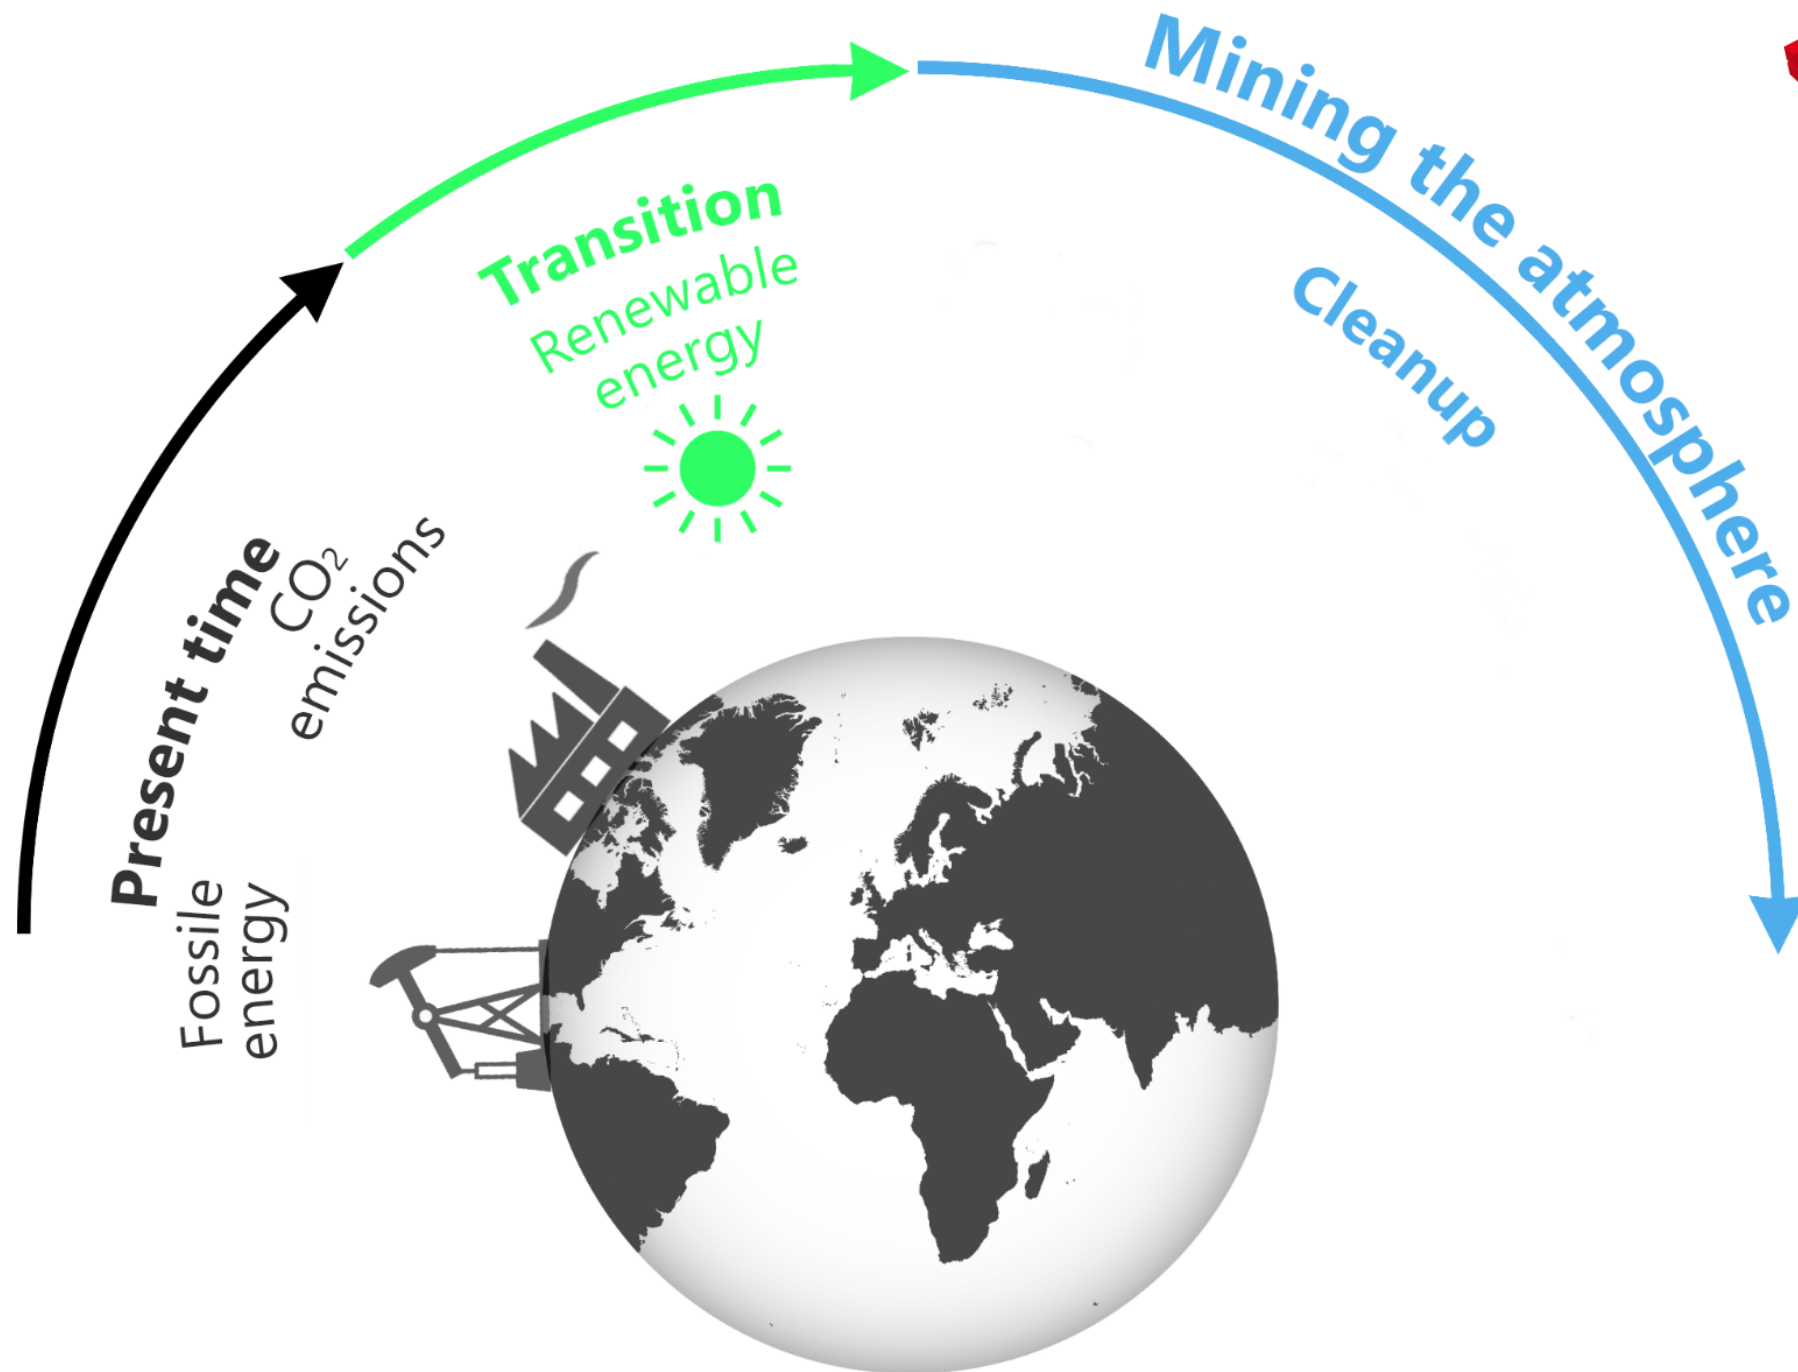 Present time
Fossile
energy
CO₂
emissions
Transition
Renewable
energy
Mining the atmosphere
Cleanup